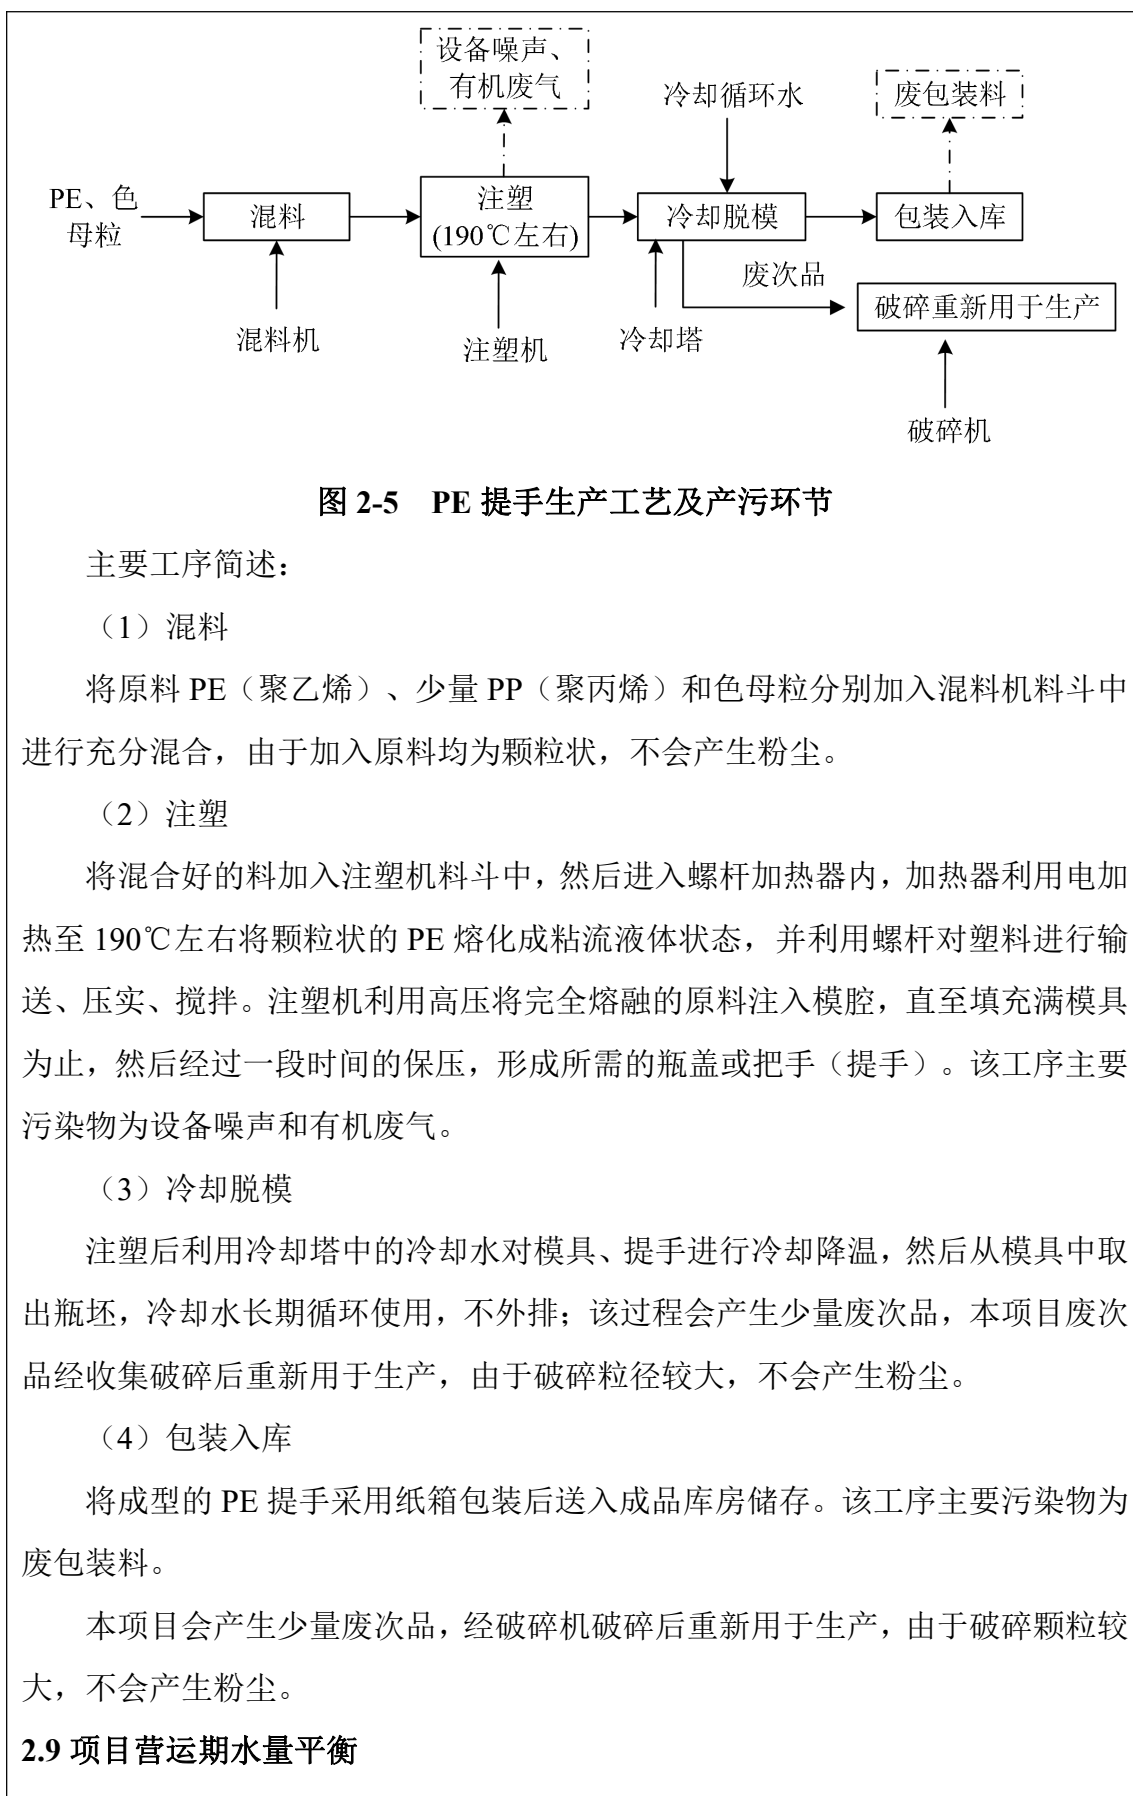 设备噪声、
有机废气
冷却循环水
废包装料
PE、色
母粒
混料
注塑
(190℃左右)
冷却脱模
包装入库
废次品
破碎重新用于生产
混料机
注塑机
冷却塔
破碎机
图 2-5 PE 提手生产工艺及产污环节
主要工序简述：
（1）混料
将原料 PE（聚乙烯）、少量 PP（聚丙烯）和色母粒分别加入混料机料斗中
进行充分混合，由于加入原料均为颗粒状，不会产生粉尘。
（2）注塑
将混合好的料加入注塑机料斗中，然后进入螺杆加热器内，加热器利用电加
热至 190℃左右将颗粒状的 PE 熔化成粘流液体状态，并利用螺杆对塑料进行输
送、压实、搅拌。注塑机利用高压将完全熔融的原料注入模腔，直至填充满模具
为止，然后经过一段时间的保压，形成所需的瓶盖或把手（提手）。该工序主要
污染物为设备噪声和有机废气。
（3）冷却脱模
注塑后利用冷却塔中的冷却水对模具、提手进行冷却降温，然后从模具中取
出瓶坯，冷却水长期循环使用，不外排；该过程会产生少量废次品，本项目废次
品经收集破碎后重新用于生产，由于破碎粒径较大，不会产生粉尘。
（4）包装入库
将成型的 PE 提手采用纸箱包装后送入成品库房储存。该工序主要污染物为
废包装料。
本项目会产生少量废次品，经破碎机破碎后重新用于生产，由于破碎颗粒较
大，不会产生粉尘。
2.9 项目营运期水量平衡